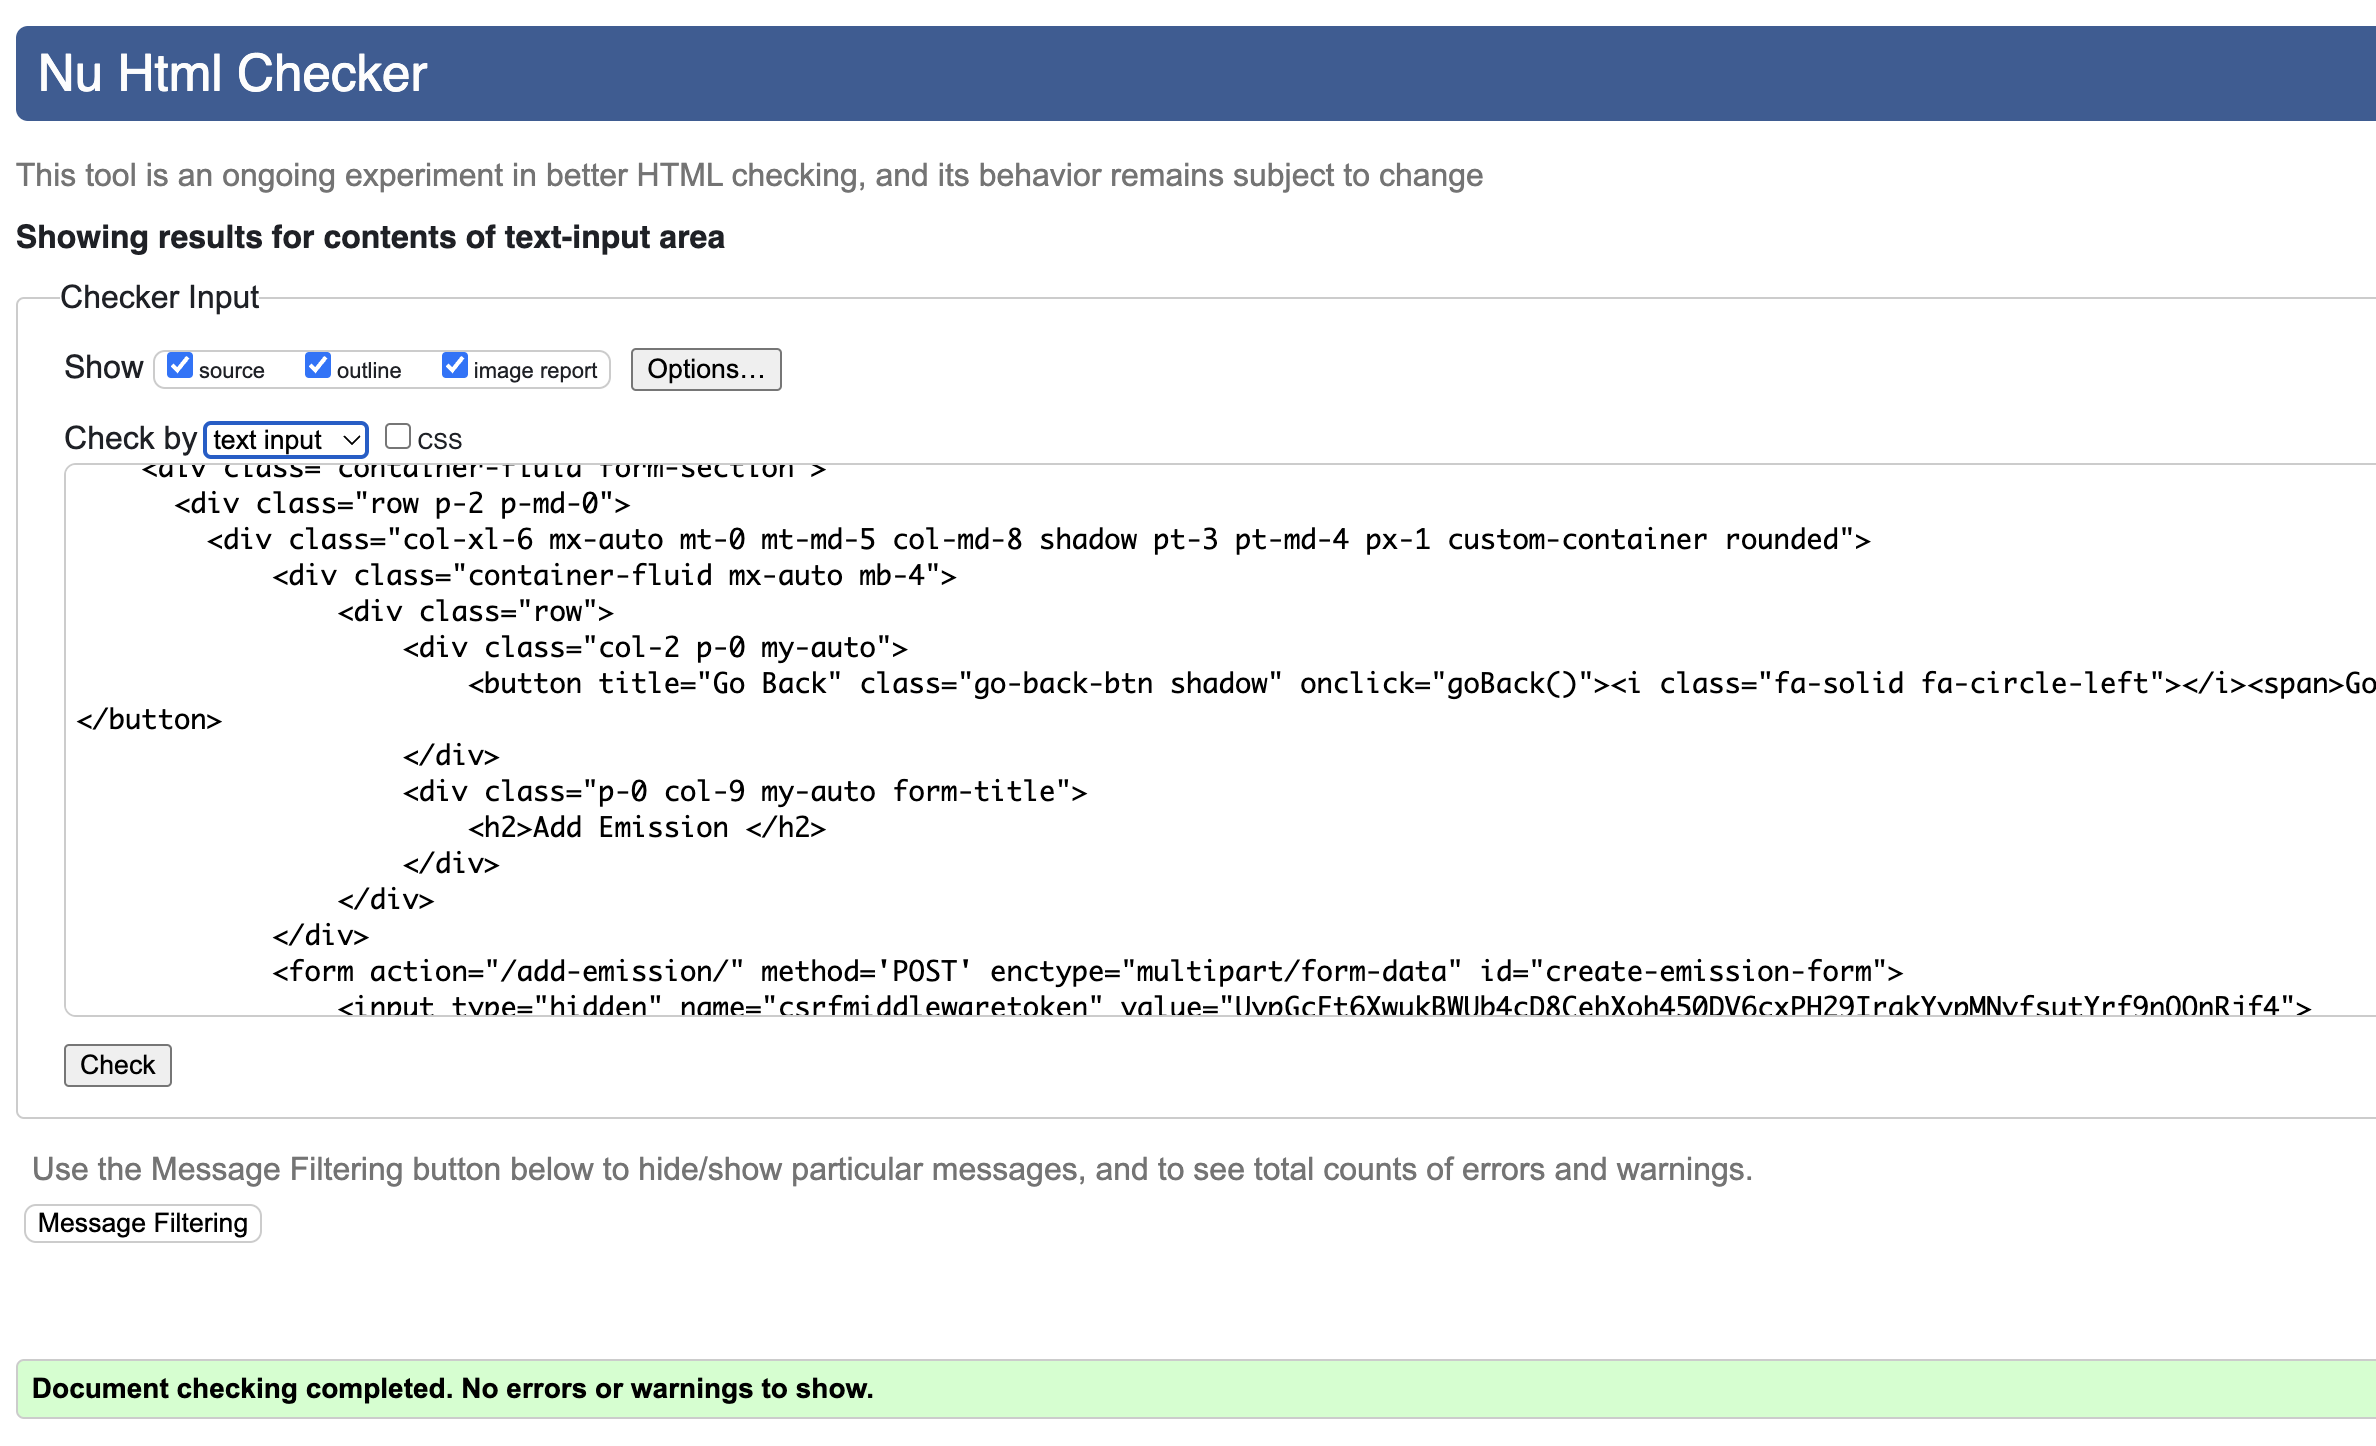 Nu Html Checker
This tool is an ongoing experiment in better HTML checking, and its behavior remains subject to change
Showing results for contents of text-input area
Checker Input
Show source outline image report Options...
Check by text input CSS
<div class="container-fluid form-section">
<div class="row p-2 p-md-0">
<div class="col-xl-6 mx-auto mt-0 mt-md-5 col-md-8 shadow pt-3 pt-md-4 px-1 custom-container rounded">
<div class="container-fluid mx-auto mb-4">
<div class="row">
<div class="col-2 p-0 my-auto">
<button title="Go Back" class="go-back-btn shadow" onclick="goBack()"><i class="fa-solid fa-circle-left"></i><span>Go
</button>
</div>
<div class="p-0 col-9 my-auto form-title">
<h2>Add Emission </h2>
</div>
</div>
</div>
<form action="/add-emission/" method='POST' enctype="multipart/form-data" id="create-emission-form">
<input type="hidden" name="csrfmiddlewaretoken" value=
Check
Use the Message Filtering button below to hide/show particular messages, and to see total counts of errors and warnings.
Message Filtering
Document checking completed. No errors or warnings to show.